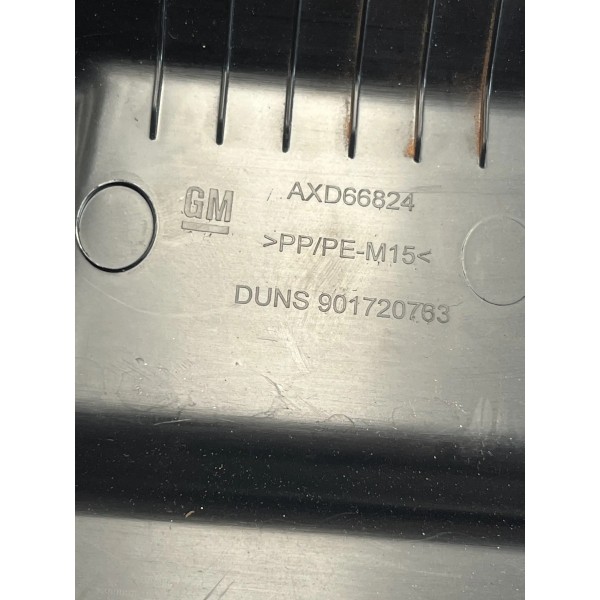 GM
AXD66824
>PP/PE-M15<
DUNS 901720763